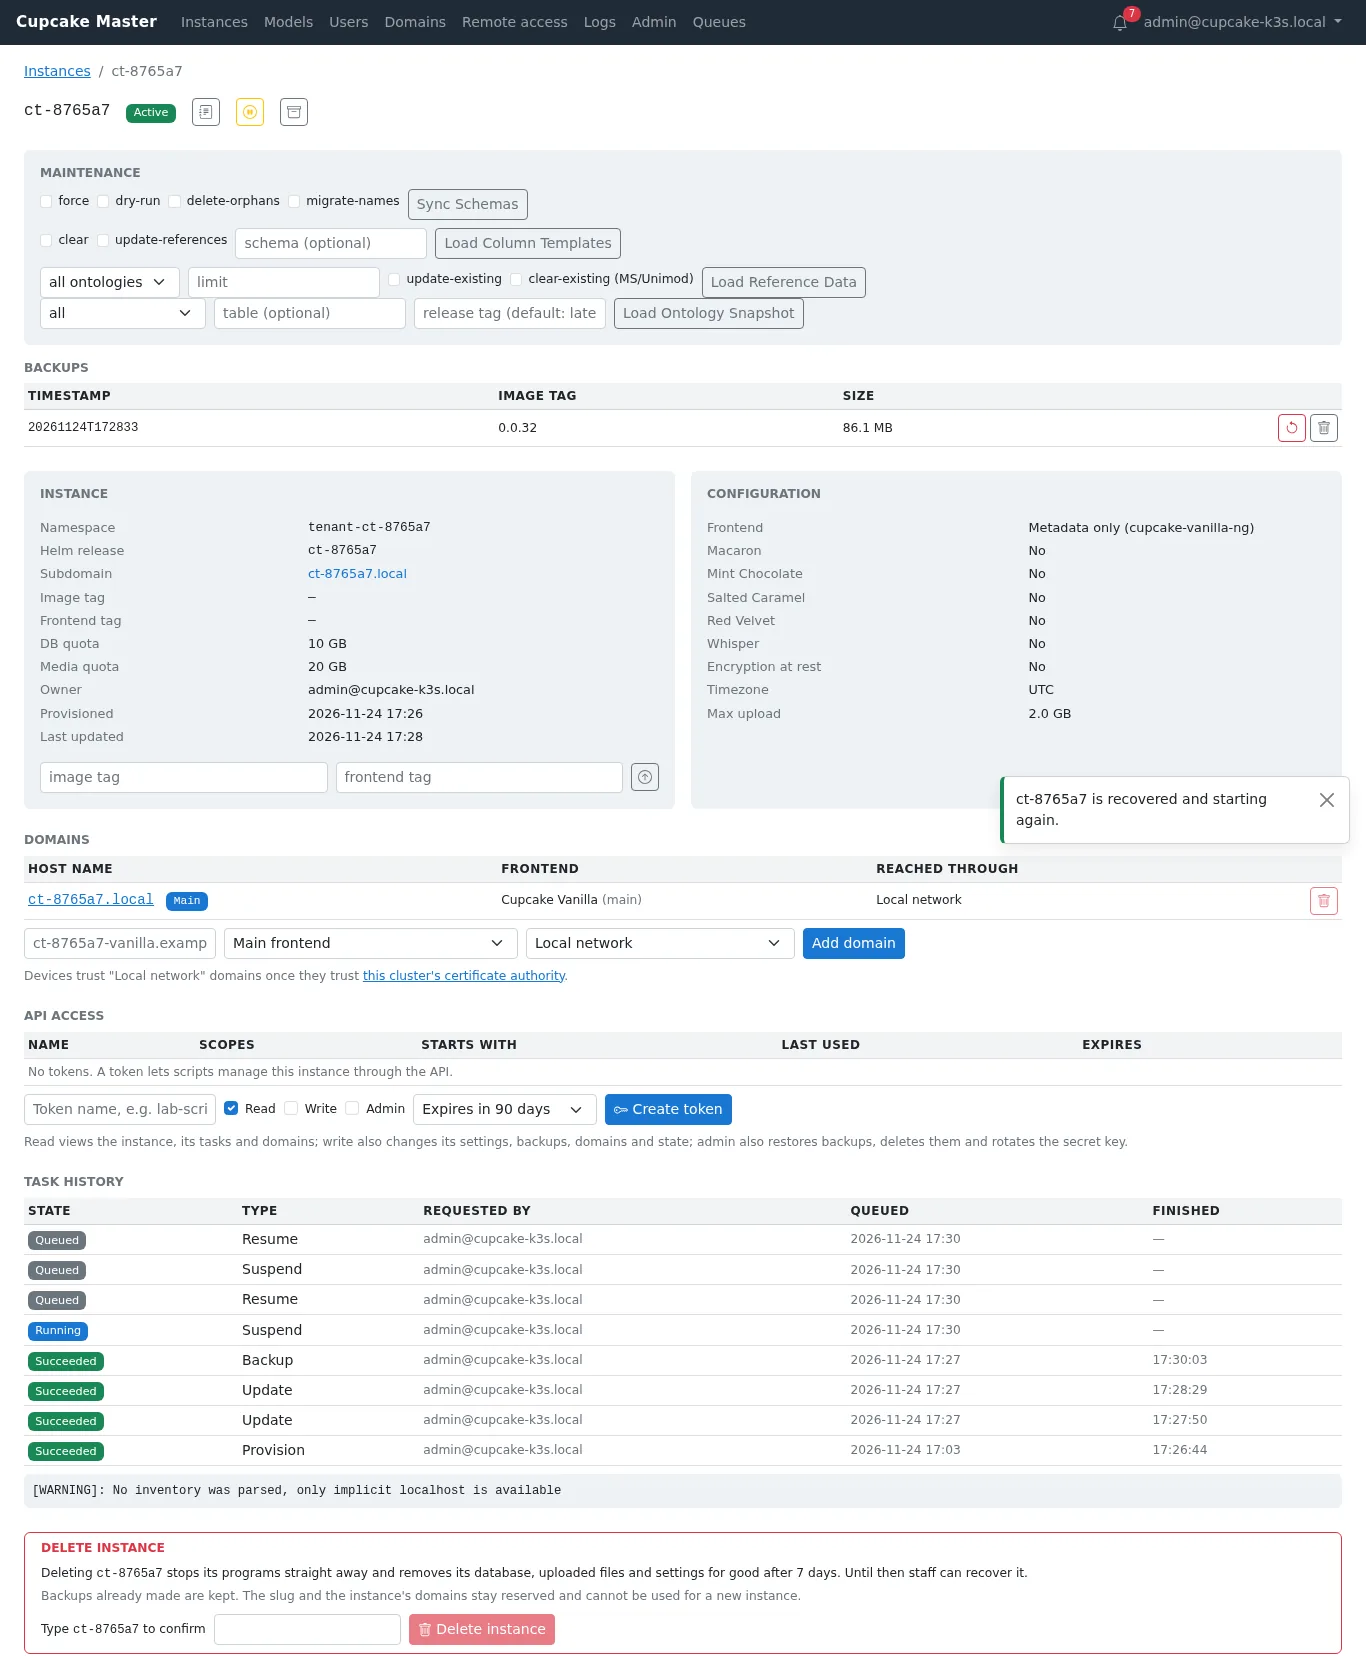 Cupcake Master Instances Models Users Domains Remote access Logs Admin Queues 7 admin@cupcake-k3s.local
Instances / ct-8765a7
ct-8765a7 Active
MAINTENANCE
force dry-run delete-orphans migrate-names Sync Schemas
clear update-references schema (optional) Load Column Templates
all ontologies limit update-existing clear-existing (MS/Unimod) Load Reference Data
all table (optional) release tag (default: late Load Ontology Snapshot
BACKUPS
TIMESTAMP IMAGE TAG SIZE
20261124T172833 0.0.32 86.1 MB
INSTANCE
Namespace tenant-ct-8765a7
Helm release ct-8765a7
Subdomain ct-8765a7.local
Image tag —
Frontend tag —
DB quota 10 GB
Media quota 20 GB
Owner admin@cupcake-k3s.local
Provisioned 2026-11-24 17:26
Last updated 2026-11-24 17:28
image tag frontend tag
CONFIGURATION
Frontend Metadata only (cupcake-vanilla-ng)
Macaron No
Mint Chocolate No
Salted Caramel No
Red Velvet No
Whisper No
Encryption at rest No
Timezone UTC
Max upload 2.0 GB
ct-8765a7 is recovered and starting
again.
DOMAINS
HOST NAME FRONTEND REACHED THROUGH
ct-8765a7.local Main Cupcake Vanilla (main) Local network
ct-8765a7-vanilla.examp Main frontend Local network Add domain
Devices trust "Local network" domains once they trust this cluster's certificate authority.
API ACCESS
NAME SCOPES STARTS WITH LAST USED EXPIRES
No tokens. A token lets scripts manage this instance through the API.
Token name, e.g. lab-scri Read Write Admin Expires in 90 days Create token
Read views the instance, its tasks and domains; write also changes its settings, backups, domains and state; admin also restores backups, deletes them and rotates the secret key.
TASK HISTORY
STATE TYPE REQUESTED BY QUEUED FINISHED
Queued Resume admin@cupcake-k3s.local 2026-11-24 17:30 —
Queued Suspend admin@cupcake-k3s.local 2026-11-24 17:30 —
Queued Resume admin@cupcake-k3s.local 2026-11-24 17:30 —
Running Suspend admin@cupcake-k3s.local 2026-11-24 17:30 —
Succeeded Backup admin@cupcake-k3s.local 2026-11-24 17:27 17:30:03
Succeeded Update admin@cupcake-k3s.local 2026-11-24 17:27 17:28:29
Succeeded Update admin@cupcake-k3s.local 2026-11-24 17:27 17:27:50
Succeeded Provision admin@cupcake-k3s.local 2026-11-24 17:03 17:26:44
[WARNING]: No inventory was parsed, only implicit localhost is available
DELETE INSTANCE
Deleting ct-8765a7 stops its programs straight away and removes its database, uploaded files and settings for good after 7 days. Until then staff can recover it.
Backups already made are kept. The slug and the instance's domains stay reserved and cannot be used for a new instance.
Type ct-8765a7 to confirm Delete instance